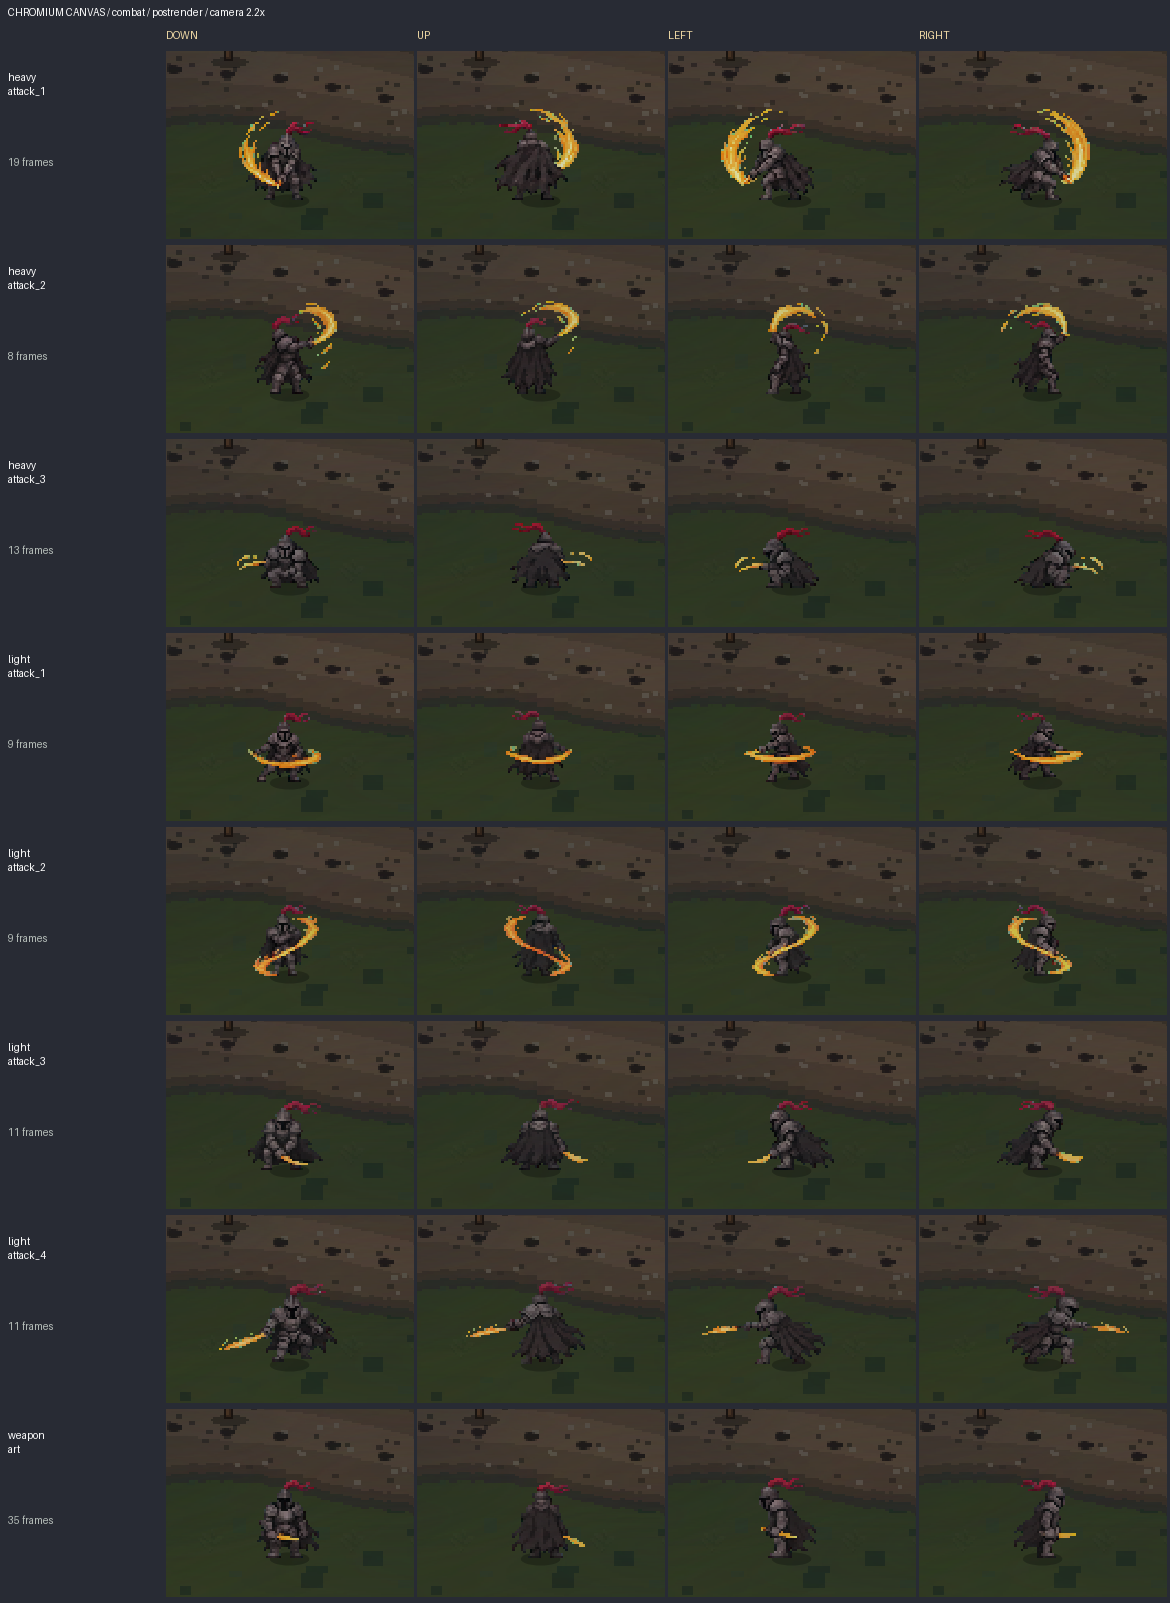 CHROMIUM CANVAS / combat / postrender / camera 2.2x
DOWN UP LEFT RIGHT
heavy
attack_1
19 frames
heavy
attack_2
8 frames
heavy
attack_3
13 frames
light
attack_1
9 frames
light
attack_2
9 frames
light
attack_3
11 frames
light
attack_4
11 frames
weapon
art
35 frames